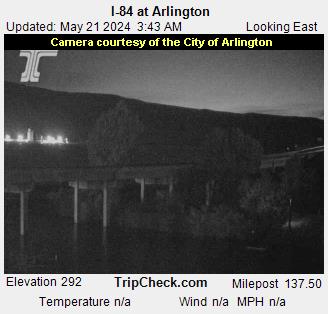 I-84 at Arlington
Updated: May 21 2024 3:43 AM Looking East
Camera courtesy of the City of Arlington
Elevation 292 TripCheck.com Milepost 137.50
Temperature n/a Wind n/a MPH n/a